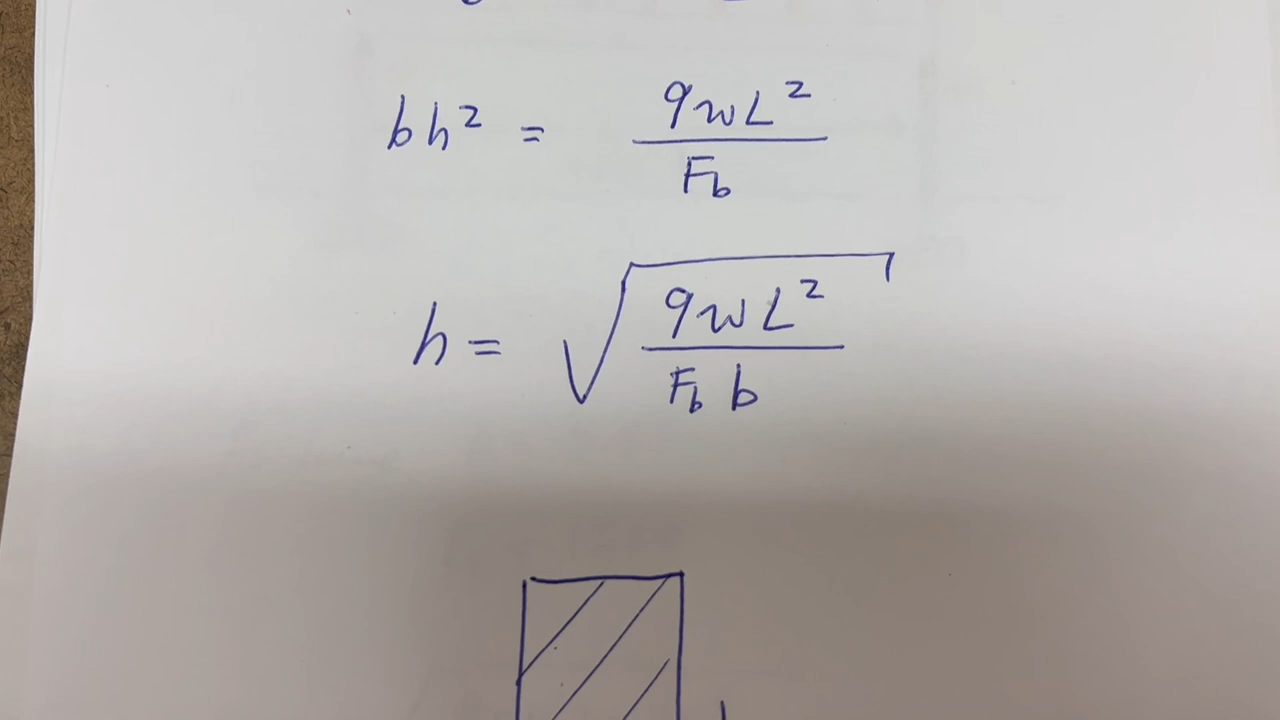 bh² = 9wL² / F_b
h = √(9wL² / F_b b)